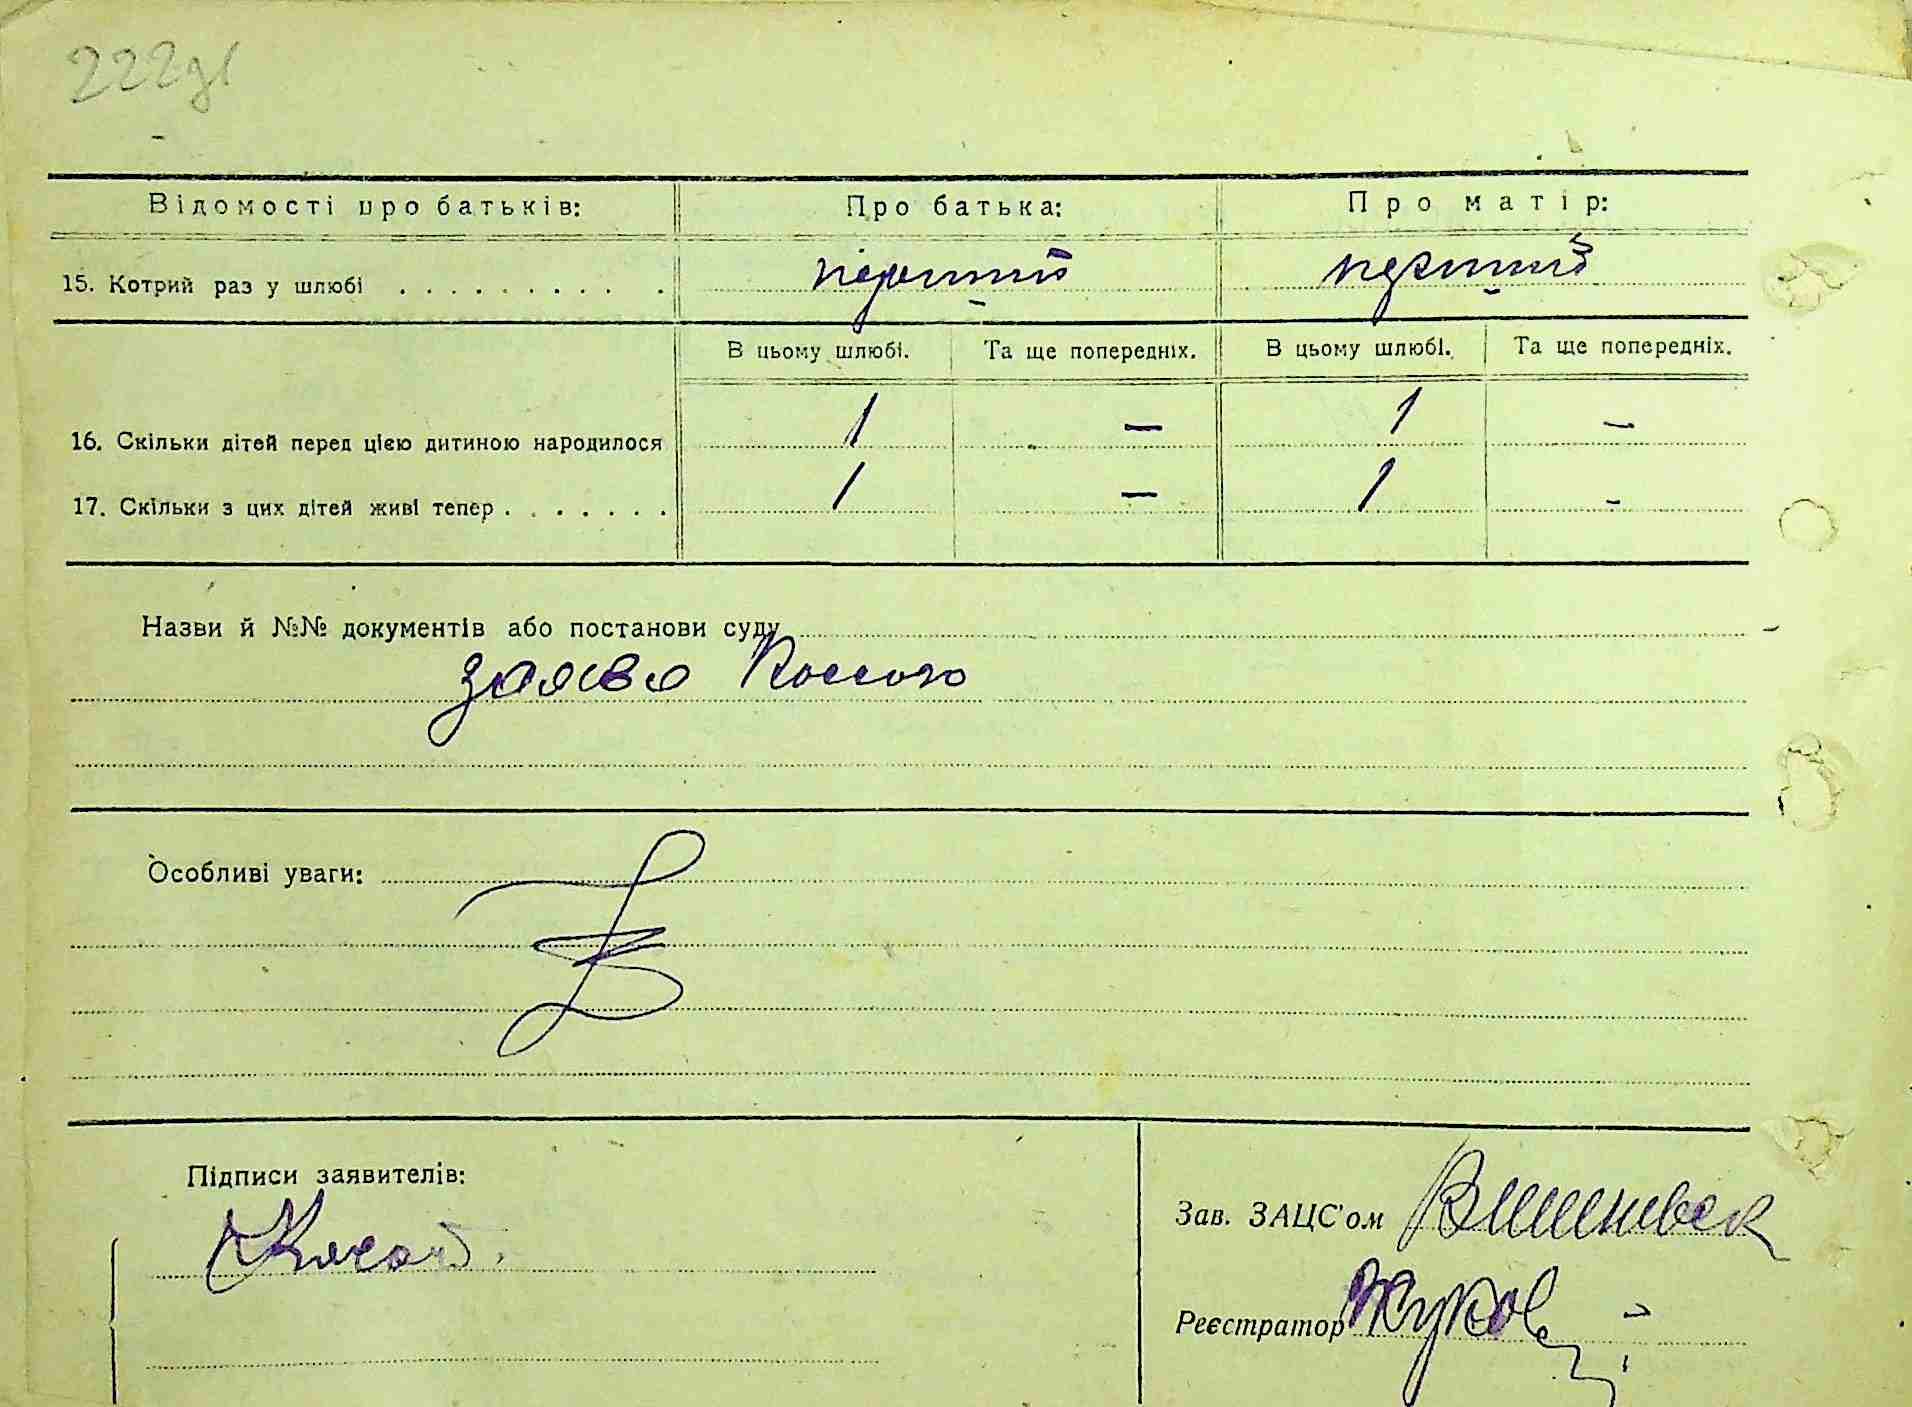 Відомості про батьків:
Про батька:
Про матір:
15. Котрий раз у шлюбі . . . . . . . . . .
перший
перший
В цьому шлюбі.
Та ще попередніх.
В цьому шлюбі.
Та ще попередніх.
16. Скільки дітей перед цією дитиною народилося
1
—
1
—
17. Скільки з цих дітей живі тепер . . . . . . .
1
—
1
-
Назви й №№ документів або постанови суду
заява
Особливі уваги:
Підписи заявителів:
Зав. ЗАЦС'ом
Реєстратор